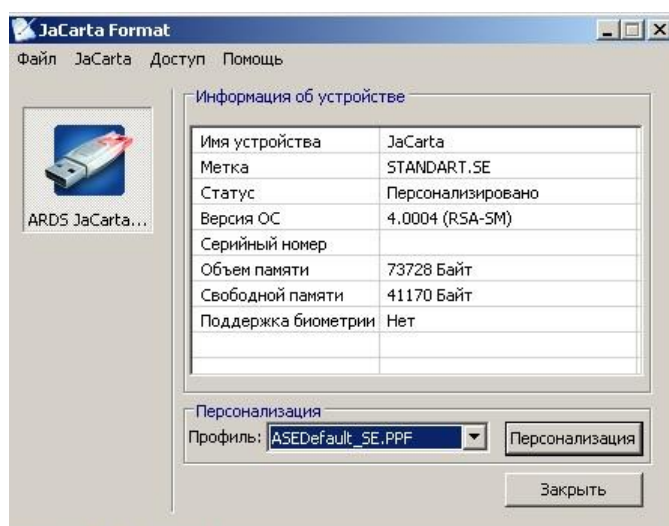 JaCarta Format
Файл JaCarta Доступ Помощь
ARDS JaCarta...
Информация об устройстве
Имя устройства JaCarta
Метка STANDART.SE
Статус Персонализировано
Версия ОС 4.0004 (RSA-SM)
Серийный номер
Объем памяти 73728 Байт
Свободной памяти 41170 Байт
Поддержка биометрии Нет
Персонализация
Профиль: ASEDefault_SE.PPF Персонализация
Закрыть